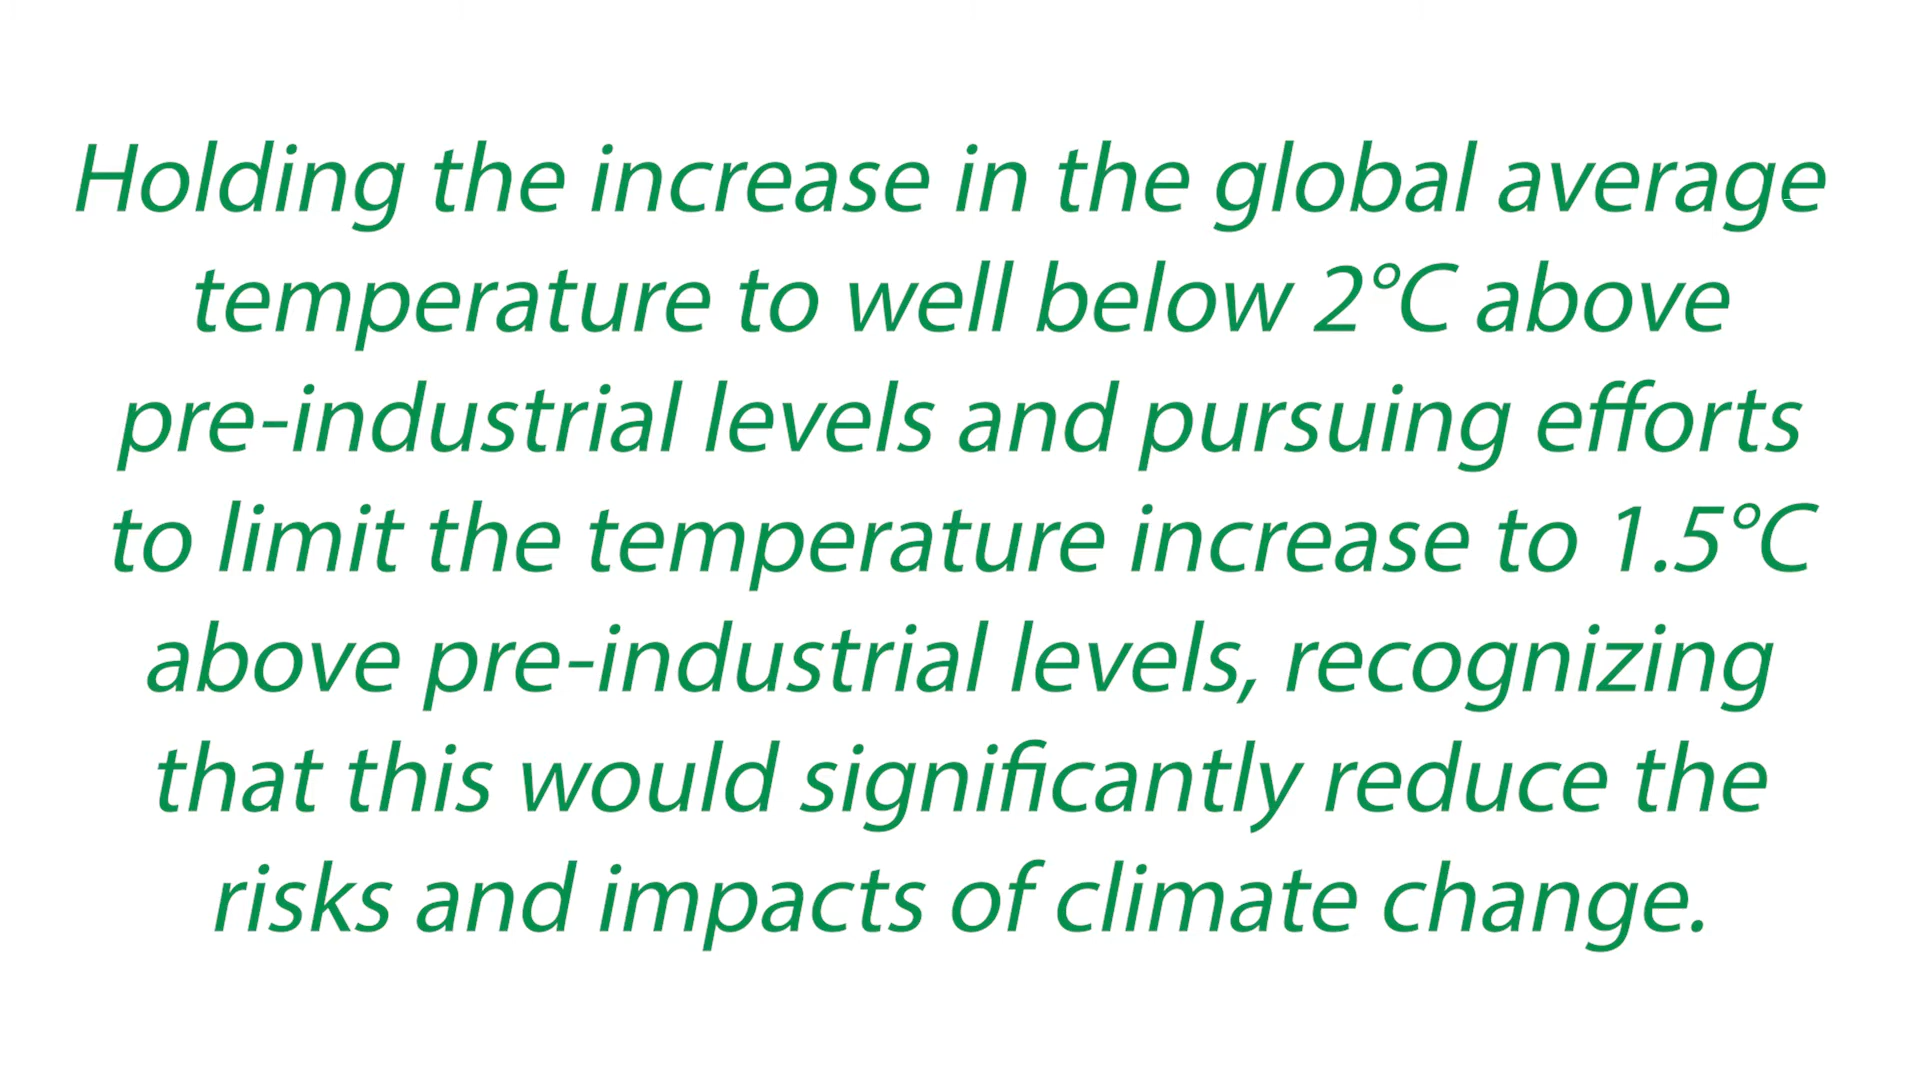 Holding the increase in the global average
temperature to well below 2°C above
pre-industrial levels and pursuing efforts
to limit the temperature increase to 1.5°C
above pre-industrial levels, recognizing
that this would significantly reduce the
risks and impacts of climate change.